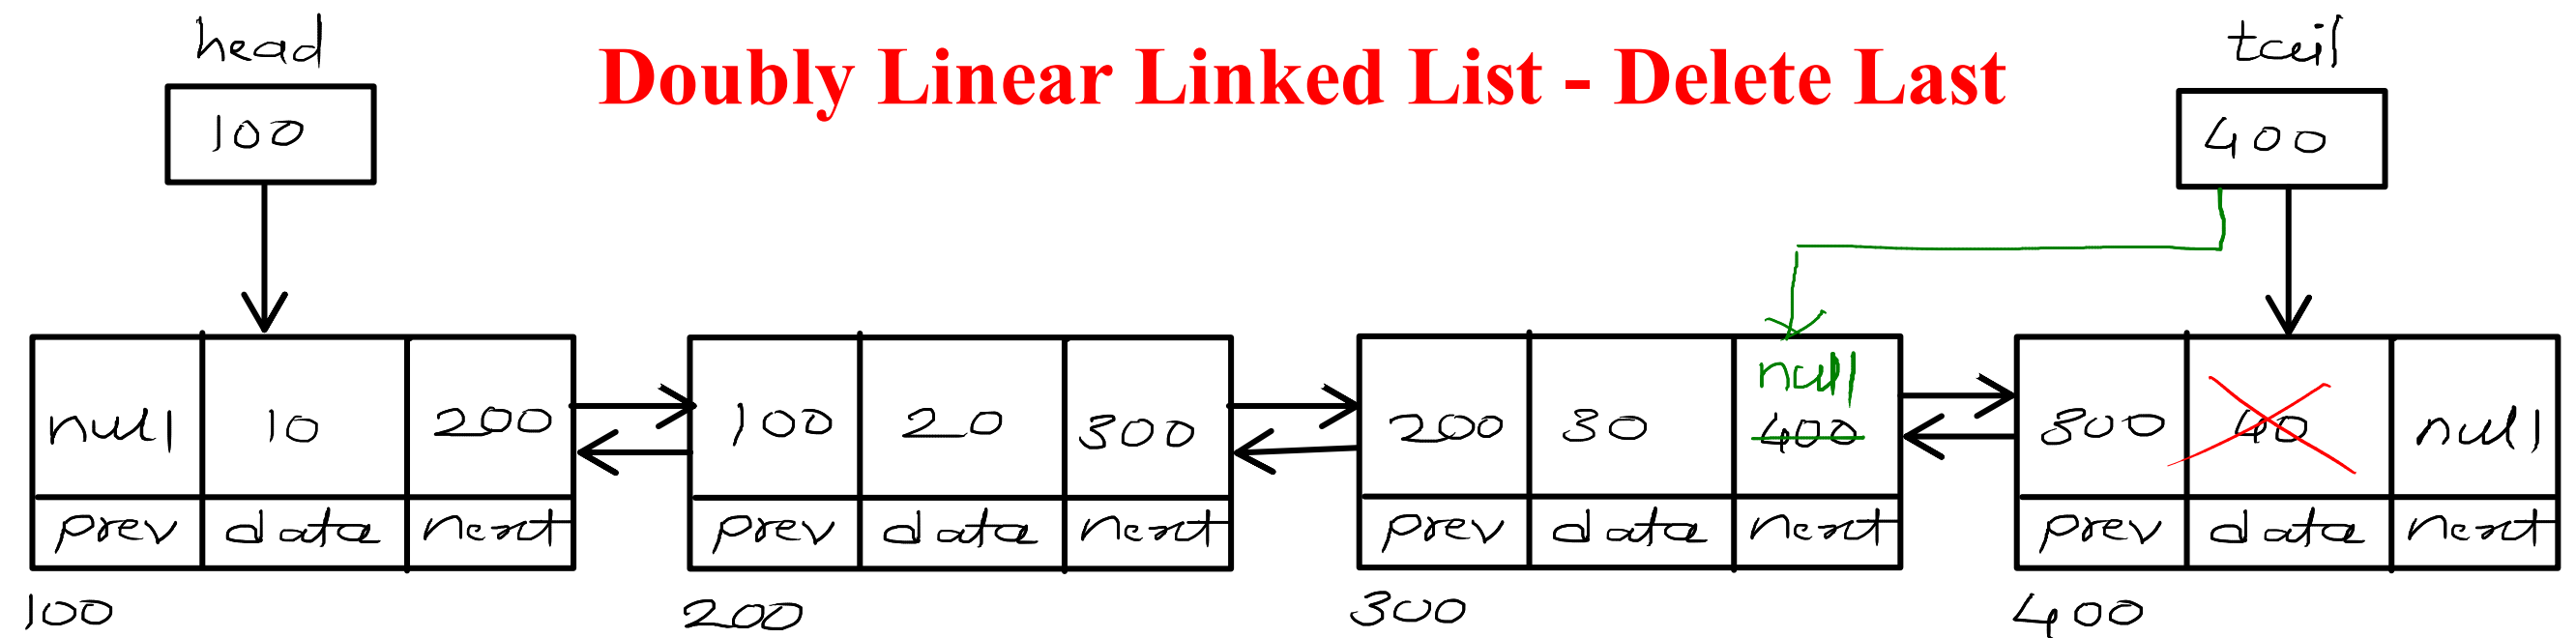 head
Doubly Linear Linked List - Delete Last
tail
100
400
null
null 10 200 100 20 300 200 30 400 300 40 null
prev data next prev data next prev data next prev data next
100 200 300 400